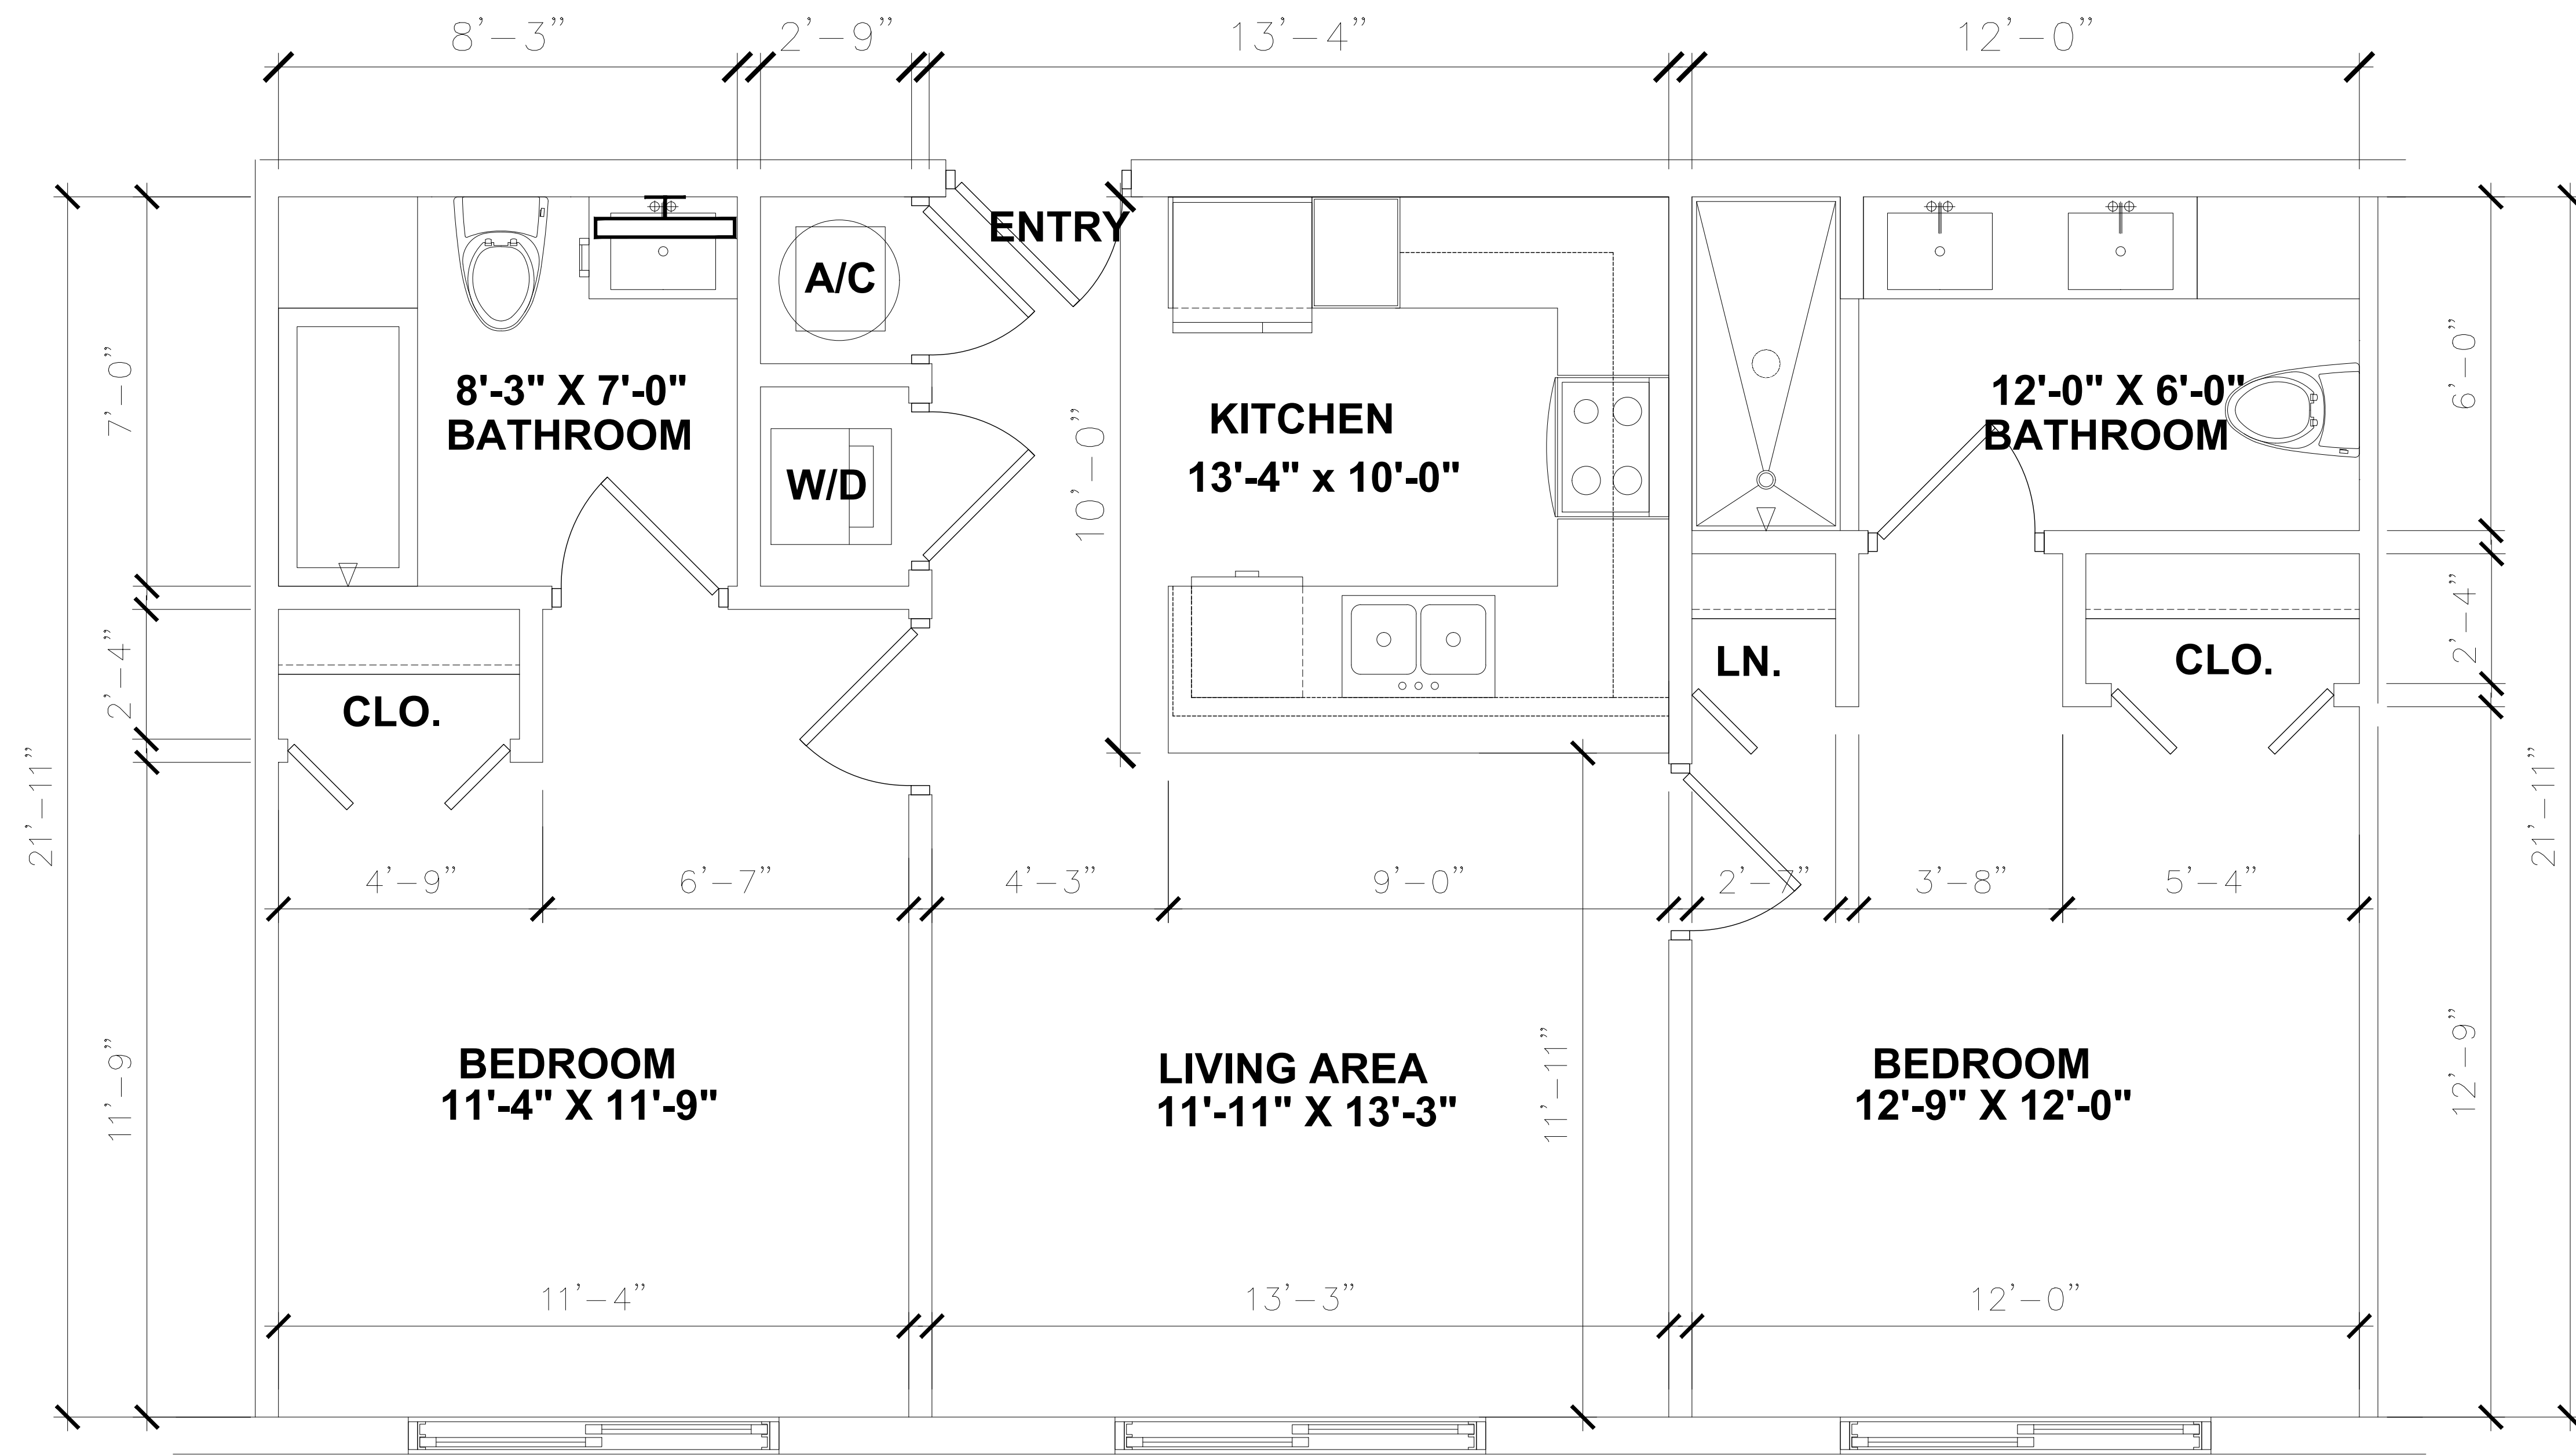 8'-3"
2'-9"
13'-4"
12'-0"
ENTRY
A/C
7'-0"
8'-3" X 7'-0"
BATHROOM
W/D
10'-0"
KITCHEN
13'-4" x 10'-0"
12'-0" X 6'-0"
BATHROOM
6'-0"
2'-4"
CLO.
LN.
CLO.
2'-4"
21'-11"
21'-11"
4'-9"
6'-7"
4'-3"
9'-0"
2'-7"
3'-8"
5'-4"
11'-9"
BEDROOM
11'-4" X 11'-9"
LIVING AREA
11'-11" X 13'-3"
11'-11"
BEDROOM
12'-9" X 12'-0"
12'-9"
11'-4"
13'-3"
12'-0"